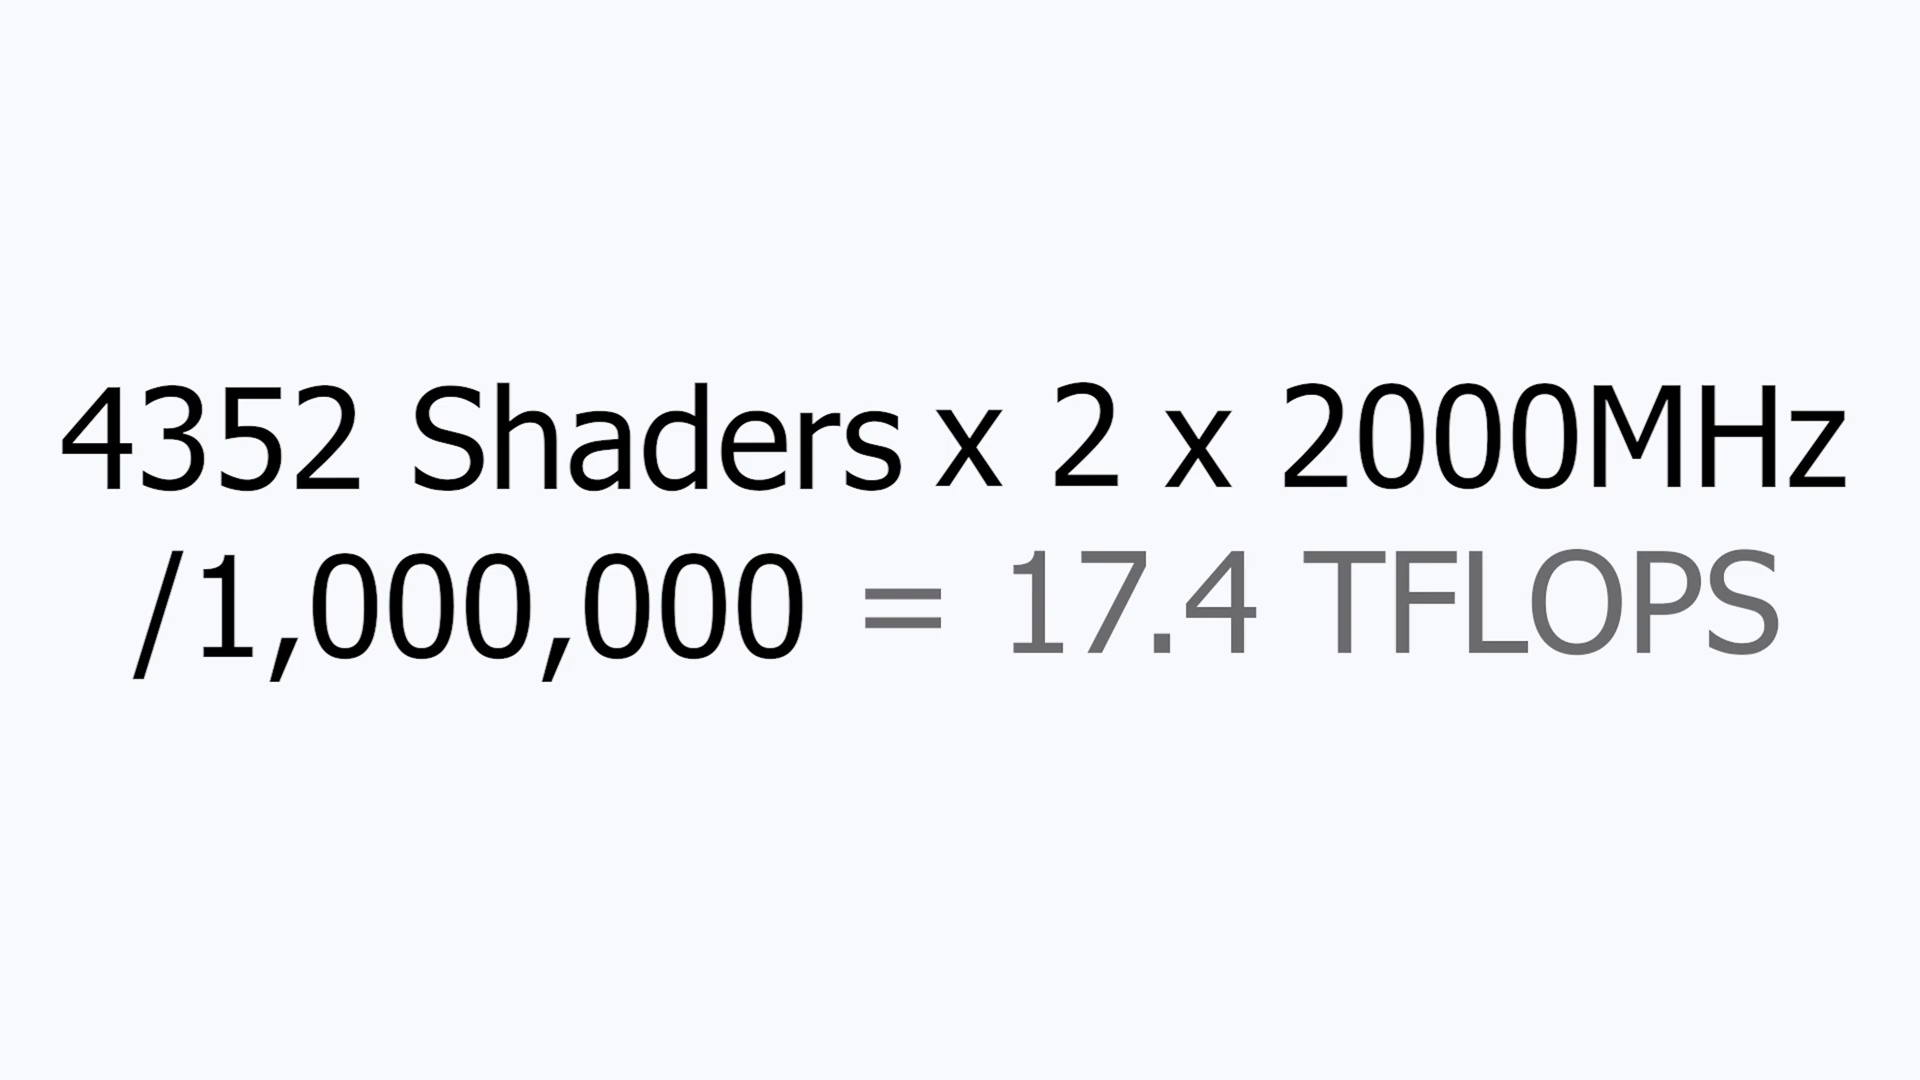 4352 Shaders x 2 x 2000MHz
/1,000,000 = 17.4 TFLOPS